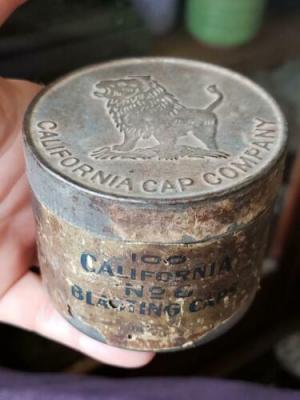 CALIFORNIA CAP COMPANY
100
CALIFORNIA
No 6
BLASTING CAPS